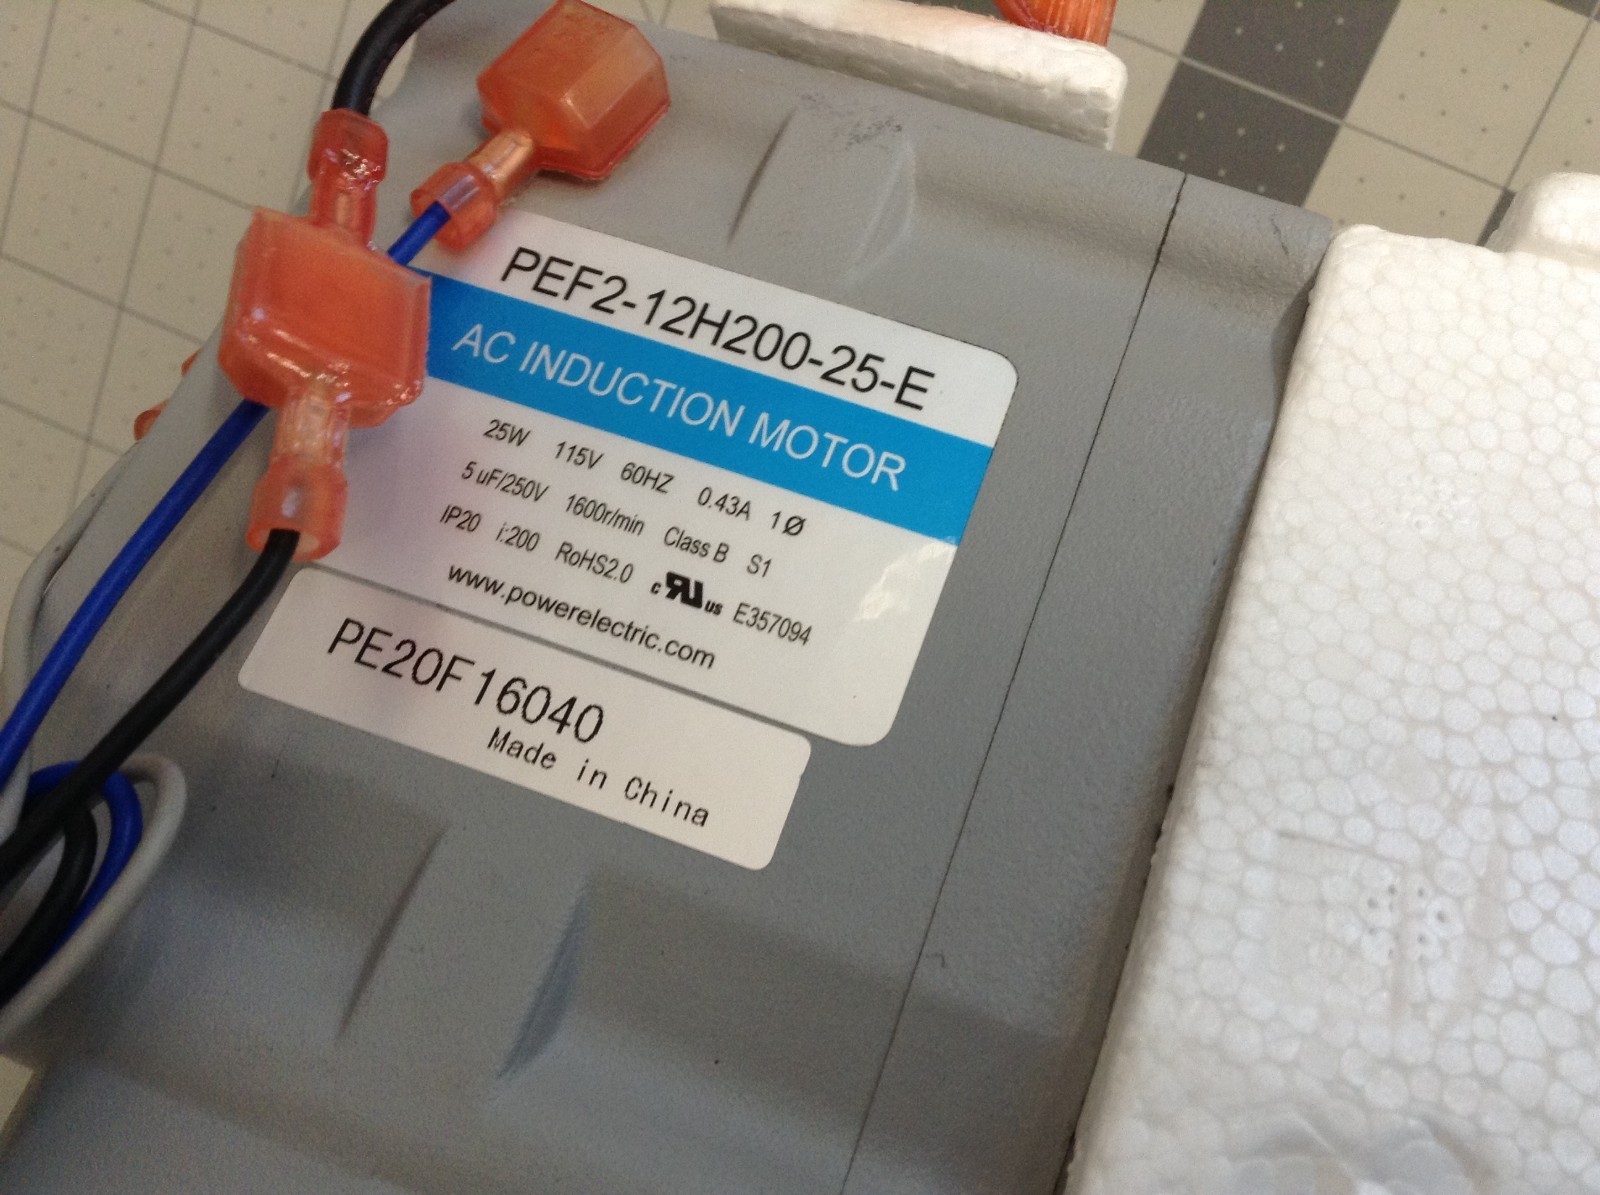 PEF2-12H200-25-E
AC INDUCTION MOTOR
25W 115V 60HZ 0.43A 1Ø
5 uF/250V 1600r/min Class B S1
IP20 i:200 RoHS2.0 c RU us E357094
www.powerelectric.com
PE20F16040
Made in China